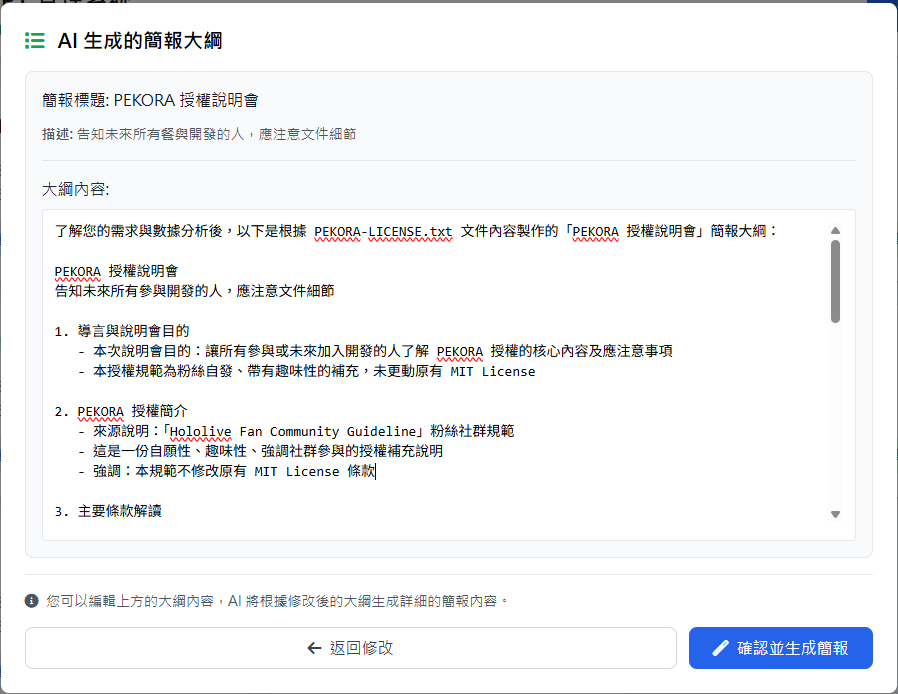 AI 生成的簡報大綱
簡報標題: PEKORA 授權說明會
描述: 告知未來所有餐與開發的人，應注意文件細節
大綱內容:
了解您的需求與數據分析後，以下是根據 PEKORA-LICENSE.txt 文件內容製作的「PEKORA 授權說明會」簡報大綱：
PEKORA 授權說明會
告知未來所有參與開發的人，應注意文件細節
1. 導言與說明會目的
- 本次說明會目的：讓所有參與或未來加入開發的人了解 PEKORA 授權的核心內容及應注意事項
- 本授權規範為粉絲自發、帶有趣味性的補充，未更動原有 MIT License
2. PEKORA 授權簡介
- 來源說明：「Hololive Fan Community Guideline」粉絲社群規範
- 這是一份自願性、趣味性、強調社群參與的授權補充說明
- 強調：本規範不修改原有 MIT License 條款
3. 主要條款解讀
您可以編輯上方的大綱內容，AI 將根據修改後的大綱生成詳細的簡報內容。
返回修改
確認並生成簡報